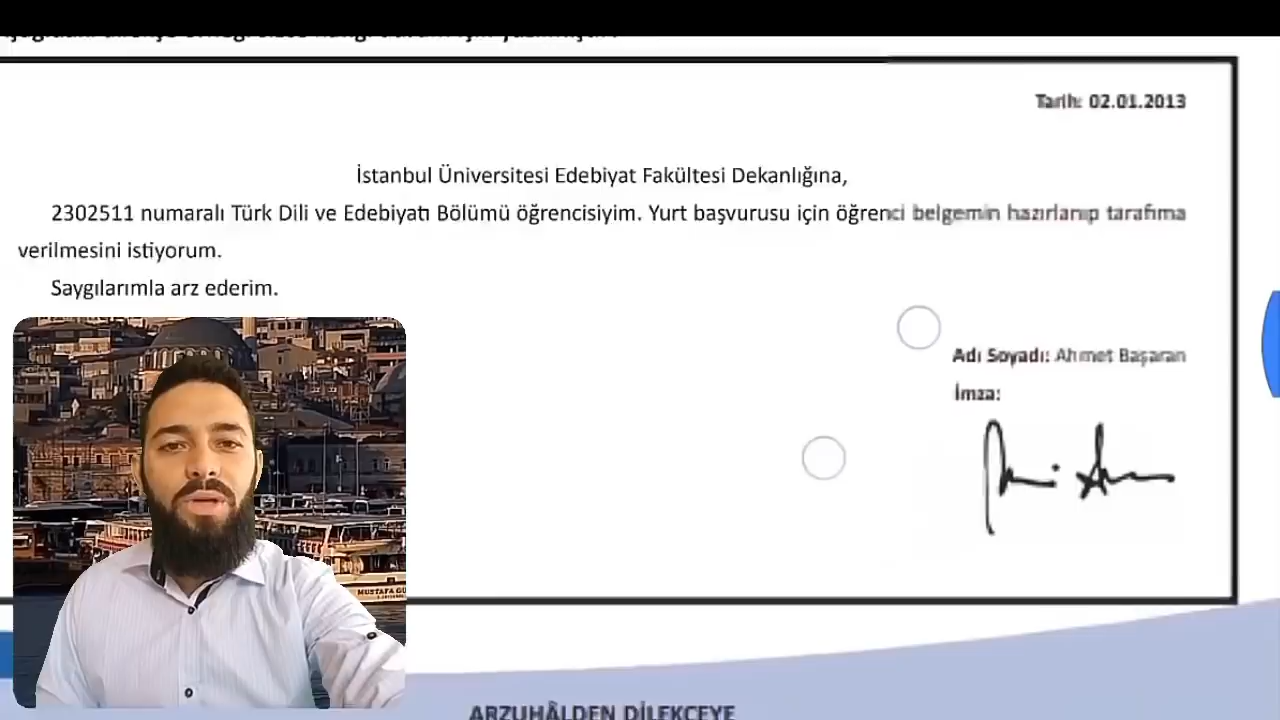 Tarih: 02.01.2013
İstanbul Üniversitesi Edebiyat Fakültesi Dekanlığına,
2302511 numaralı Türk Dili ve Edebiyatı Bölümü öğrencisiyim. Yurt başvurusu için öğrenci belgemin hazırlanıp tarafıma
verilmesini istiyorum.
Saygılarımla arz ederim.
Adı Soyadı: Ahmet Başaran
İmza:
MUSTAFA
ARZUHÂLDEN DİLEKÇEYE